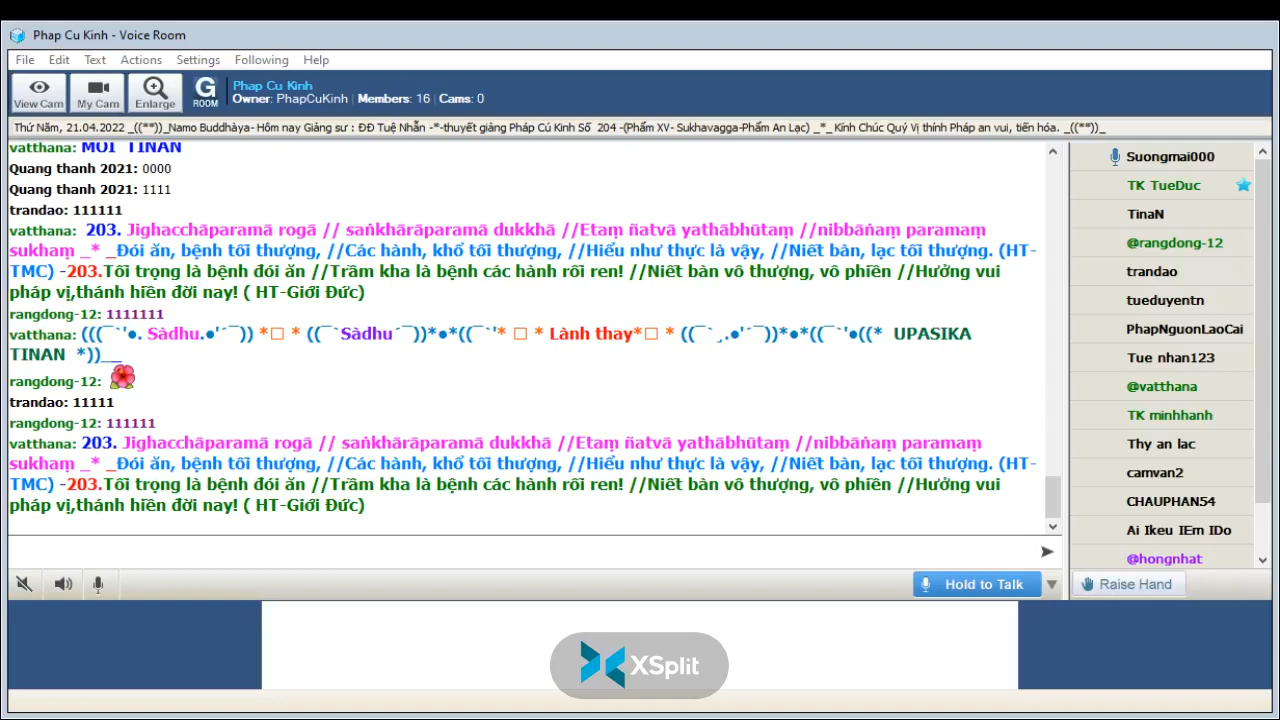 Phap Cu Kinh - Voice Room
File Edit Text Actions Settings Following Help
View Cam My Cam Enlarge G ROOM
Phap Cu Kinh
Owner: PhapCuKinh | Members: 16 | Cams: 0
Thứ Năm, 21.04.2022 _((**))_Namo Buddhàya- Hôm nay Giảng sư : ĐĐ Tuệ Nhẫn -*-thuyết giảng Pháp Cú Kinh Số 204 -(Phẩm XV- Sukhavagga-Phẩm An Lạc) _*_ Kính Chúc Quý Vị thính Pháp an vui, tiến hóa. _((**))_
vatthana: MOI TINAN
Quang thanh 2021: 0000
Quang thanh 2021: 1111
trandao: 111111
vatthana: 203. Jighacchāparamā rogā // saṅkhārāparamā dukkhā //Etaṃ ñatvā yathābhūtaṃ //nibbāṅaṃ paramaṃ
sukhaṃ _* _Đói ăn, bệnh tối thượng, //Các hành, khổ tối thượng, //Hiểu như thực là vậy, //Niết bàn, lạc tối thượng. (HT-
TMC) -203.Tối trọng là bệnh đói ăn //Trầm kha là bệnh các hành rối ren! //Niết bàn vô thượng, vô phiền //Hưởng vui
pháp vị,thánh hiền đời nay! ( HT-Giới Đức)
rangdong-12: 1111111
vatthana: (((¯`'●. Sàdhu.●'´¯)) *□ * ((¯`Sàdhu´¯))*●*((¯`'* □ * Lành thay*□ * ((¯`¸.●'´¯))*●*((¯`'●((* UPASIKA
TINAN *))__
rangdong-12:
trandao: 11111
rangdong-12: 111111
vatthana: 203. Jighacchāparamā rogā // saṅkhārāparamā dukkhā //Etaṃ ñatvā yathābhūtaṃ //nibbāṅaṃ paramaṃ
sukhaṃ _* _Đói ăn, bệnh tối thượng, //Các hành, khổ tối thượng, //Hiểu như thực là vậy, //Niết bàn, lạc tối thượng. (HT-
TMC) -203.Tối trọng là bệnh đói ăn //Trầm kha là bệnh các hành rối ren! //Niết bàn vô thượng, vô phiền //Hưởng vui
pháp vị,thánh hiền đời nay! ( HT-Giới Đức)
Suongmai000
TK TueDuc
TinaN
@rangdong-12
trandao
tueduyentn
PhapNguonLaoCai
Tue nhan123
@vatthana
TK minhhanh
Thy an lac
camvan2
CHAUPHAN54
Ai Ikeu IEm IDo
@hongnhat
Hold to Talk
Raise Hand
XSplit